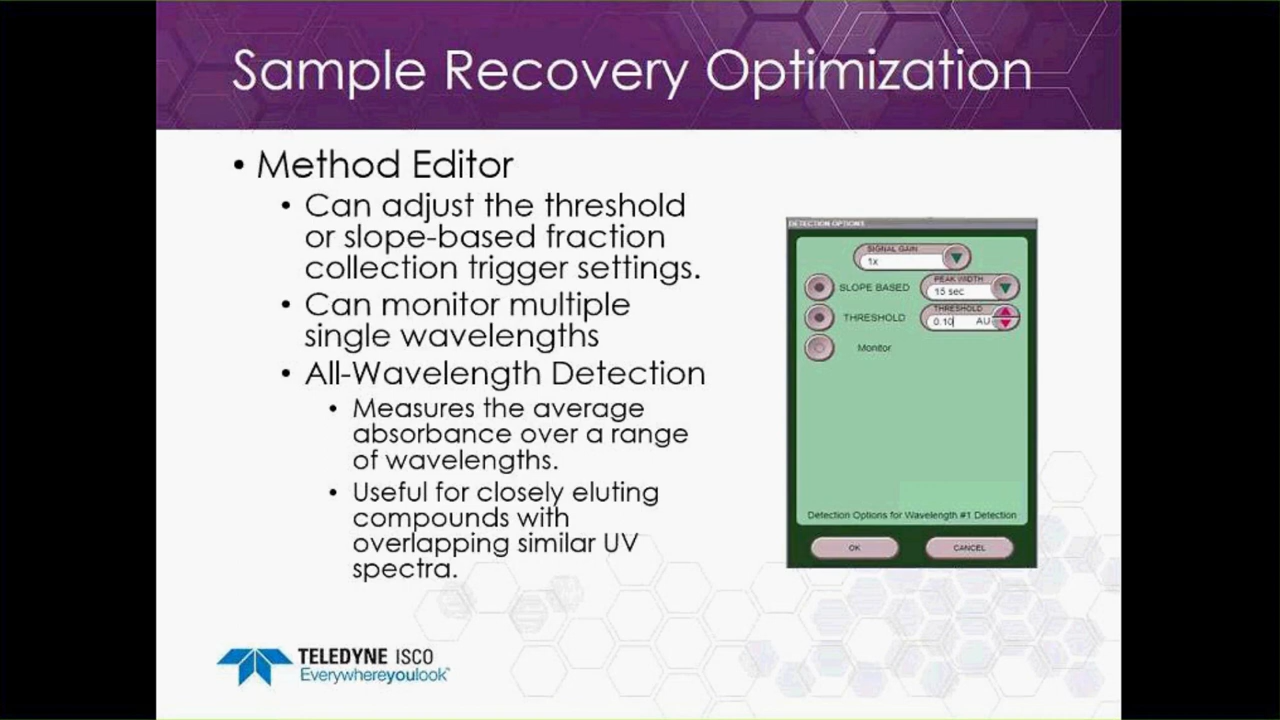 Sample Recovery Optimization
• Method Editor
• Can adjust the threshold
or slope-based fraction
collection trigger settings.
• Can monitor multiple
single wavelengths
• All-Wavelength Detection
• Measures the average
absorbance over a range
of wavelengths.
• Useful for closely eluting
compounds with
overlapping similar UV
spectra.
DETECTION OPTIONS
SIGNAL GAIN
1x
SLOPE BASED
PEAK WIDTH
15 sec
THRESHOLD
THRESHOLD
0.10 AU
Monitor
Detection Options for Wavelength #1 Detection
OK
CANCEL
TELEDYNE ISCO
Everywhereyoulook™